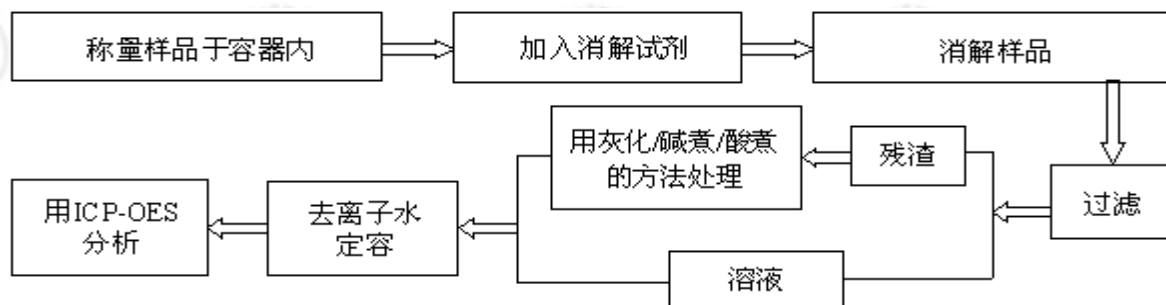 称量样品于容器内
加入消解试剂
消解样品
过滤
残渣
用灰化/碱煮/酸煮
的方法处理
溶液
去离子水
定容
用ICP-OES
分析